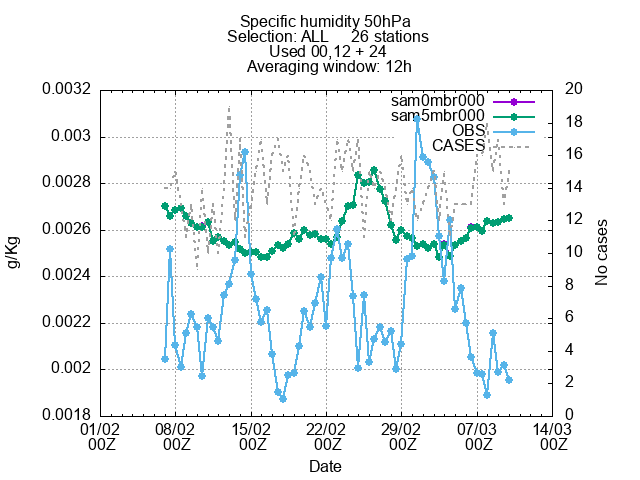 Specific humidity 50hPa
Selection: ALL 26 stations
Used 00,12 + 24
Averaging window: 12h
sam0mbr000
sam5mbr000
OBS
CASES
g/Kg
0.0032
0.003
0.0028
0.0026
0.0024
0.0022
0.002
0.0018
20
18
16
14
12
10
8
6
4
2
0
No cases
01/02 08/02 15/02 22/02 29/02 07/03 14/03
00Z 00Z 00Z 00Z 00Z 00Z 00Z
Date